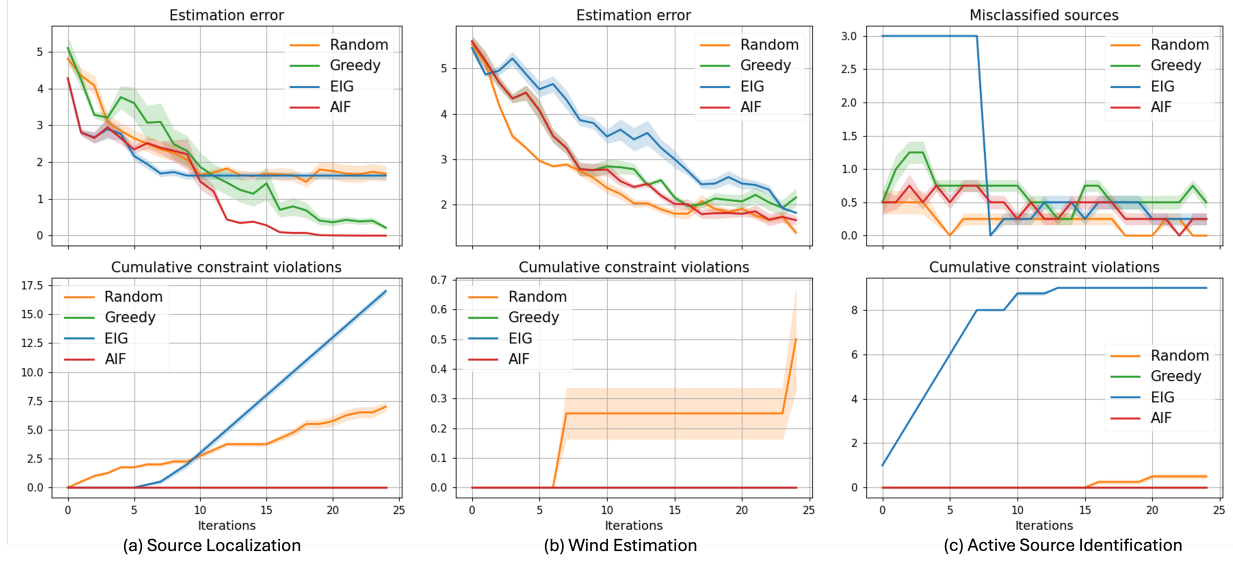 Estimation error
5
4
3
2
1
0
Random
Greedy
EIG
AIF
Estimation error
5
4
3
2
Random
Greedy
EIG
AIF
Misclassified sources
3.0
2.5
2.0
1.5
1.0
0.5
0.0
Random
Greedy
EIG
AIF
Cumulative constraint violations
17.5
15.0
12.5
10.0
7.5
5.0
2.5
0.0
Random
Greedy
EIG
AIF
0 5 10 15 20 25
Iterations
(a) Source Localization
Cumulative constraint violations
0.7
0.6
0.5
0.4
0.3
0.2
0.1
0.0
Random
Greedy
EIG
AIF
0 5 10 15 20 25
Iterations
(b) Wind Estimation
Cumulative constraint violations
8
6
4
2
0
Random
Greedy
EIG
AIF
0 5 10 15 20 25
Iterations
(c) Active Source Identification